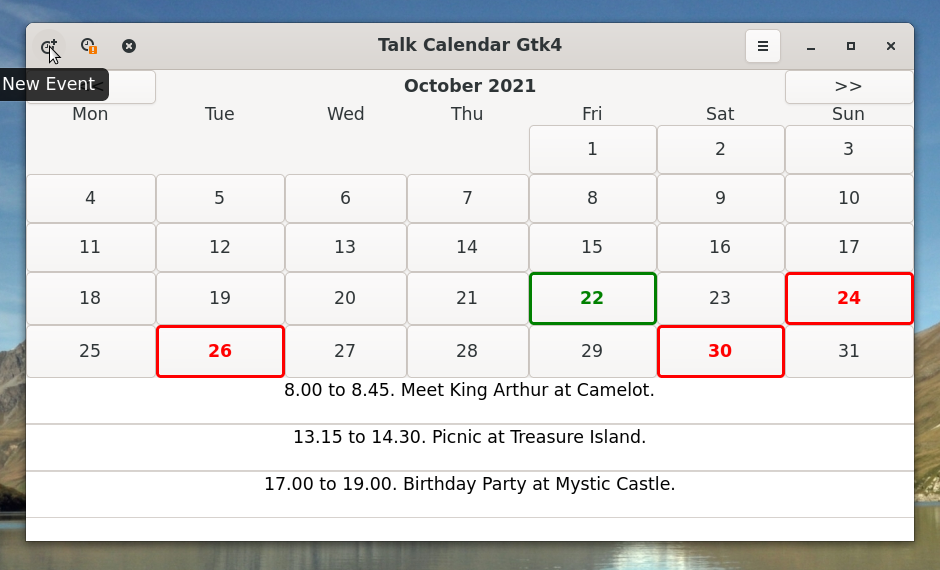 Talk Calendar Gtk4
New Event
October 2021
>>
Mon Tue Wed Thu Fri Sat Sun
1 2 3
4 5 6 7 8 9 10
11 12 13 14 15 16 17
18 19 20 21 22 23 24
25 26 27 28 29 30 31
8.00 to 8.45. Meet King Arthur at Camelot.
13.15 to 14.30. Picnic at Treasure Island.
17.00 to 19.00. Birthday Party at Mystic Castle.